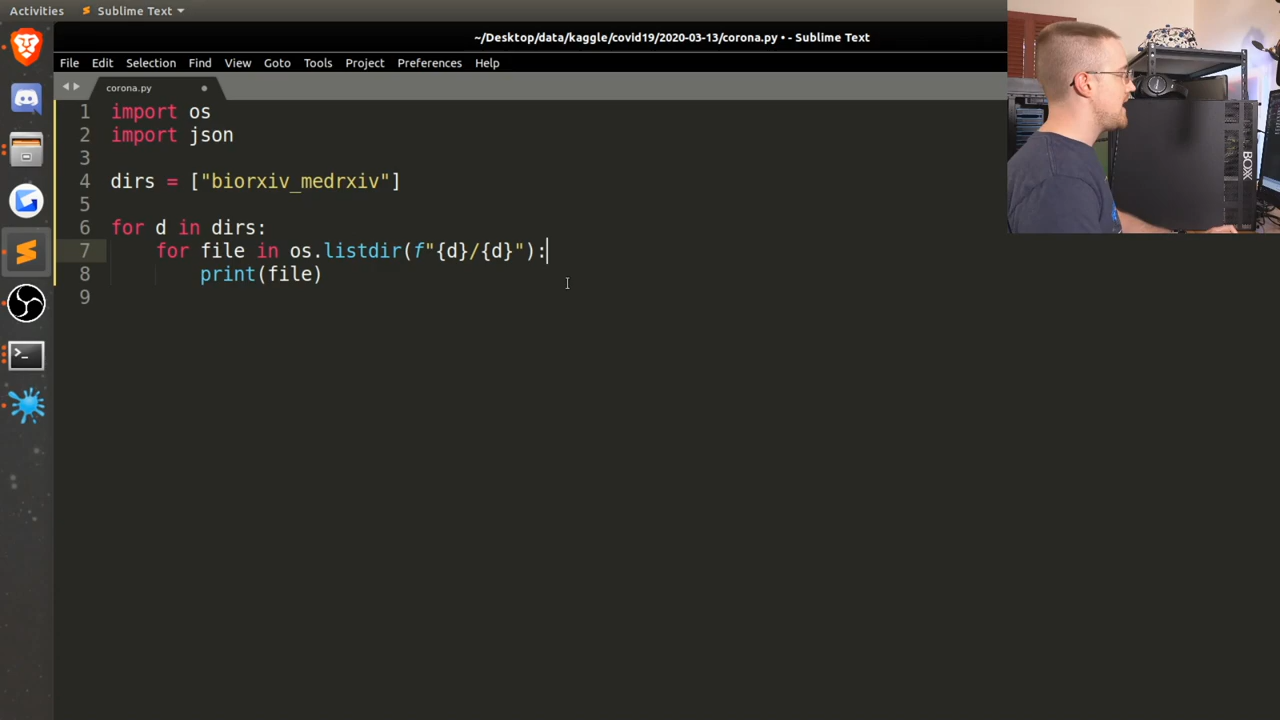 Activities
Sublime Text
~/Desktop/data/kaggle/covid19/2020-03-13/corona.py • - Sublime Text
File Edit Selection Find View Goto Tools Project Preferences Help
corona.py
1 import os
2 import json
3
4 dirs = ["biorxiv_medrxiv"]
5
6 for d in dirs:
7     for file in os.listdir(f"{d}/{d}"):
8         print(file)
9
BOXX